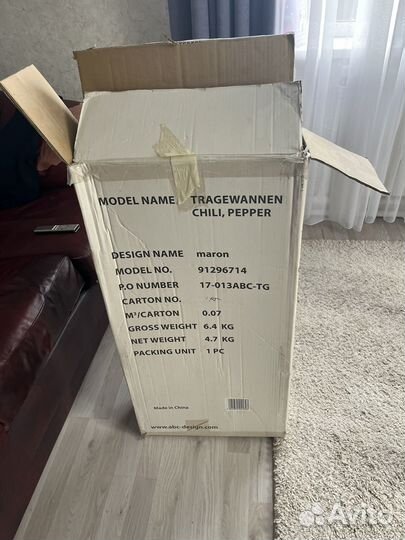 MODEL NAME TRAGEWANNEN
CHILI, PEPPER
DESIGN NAME maron
MODEL NO. 91296714
P.O NUMBER 17-013ABC-TG
CARTON NO.
M³/CARTON 0.07
GROSS WEIGHT 6.4 KG
NET WEIGHT 4.7 KG
PACKING UNIT 1 PC
Made in China
www.abc-design.com
Avito